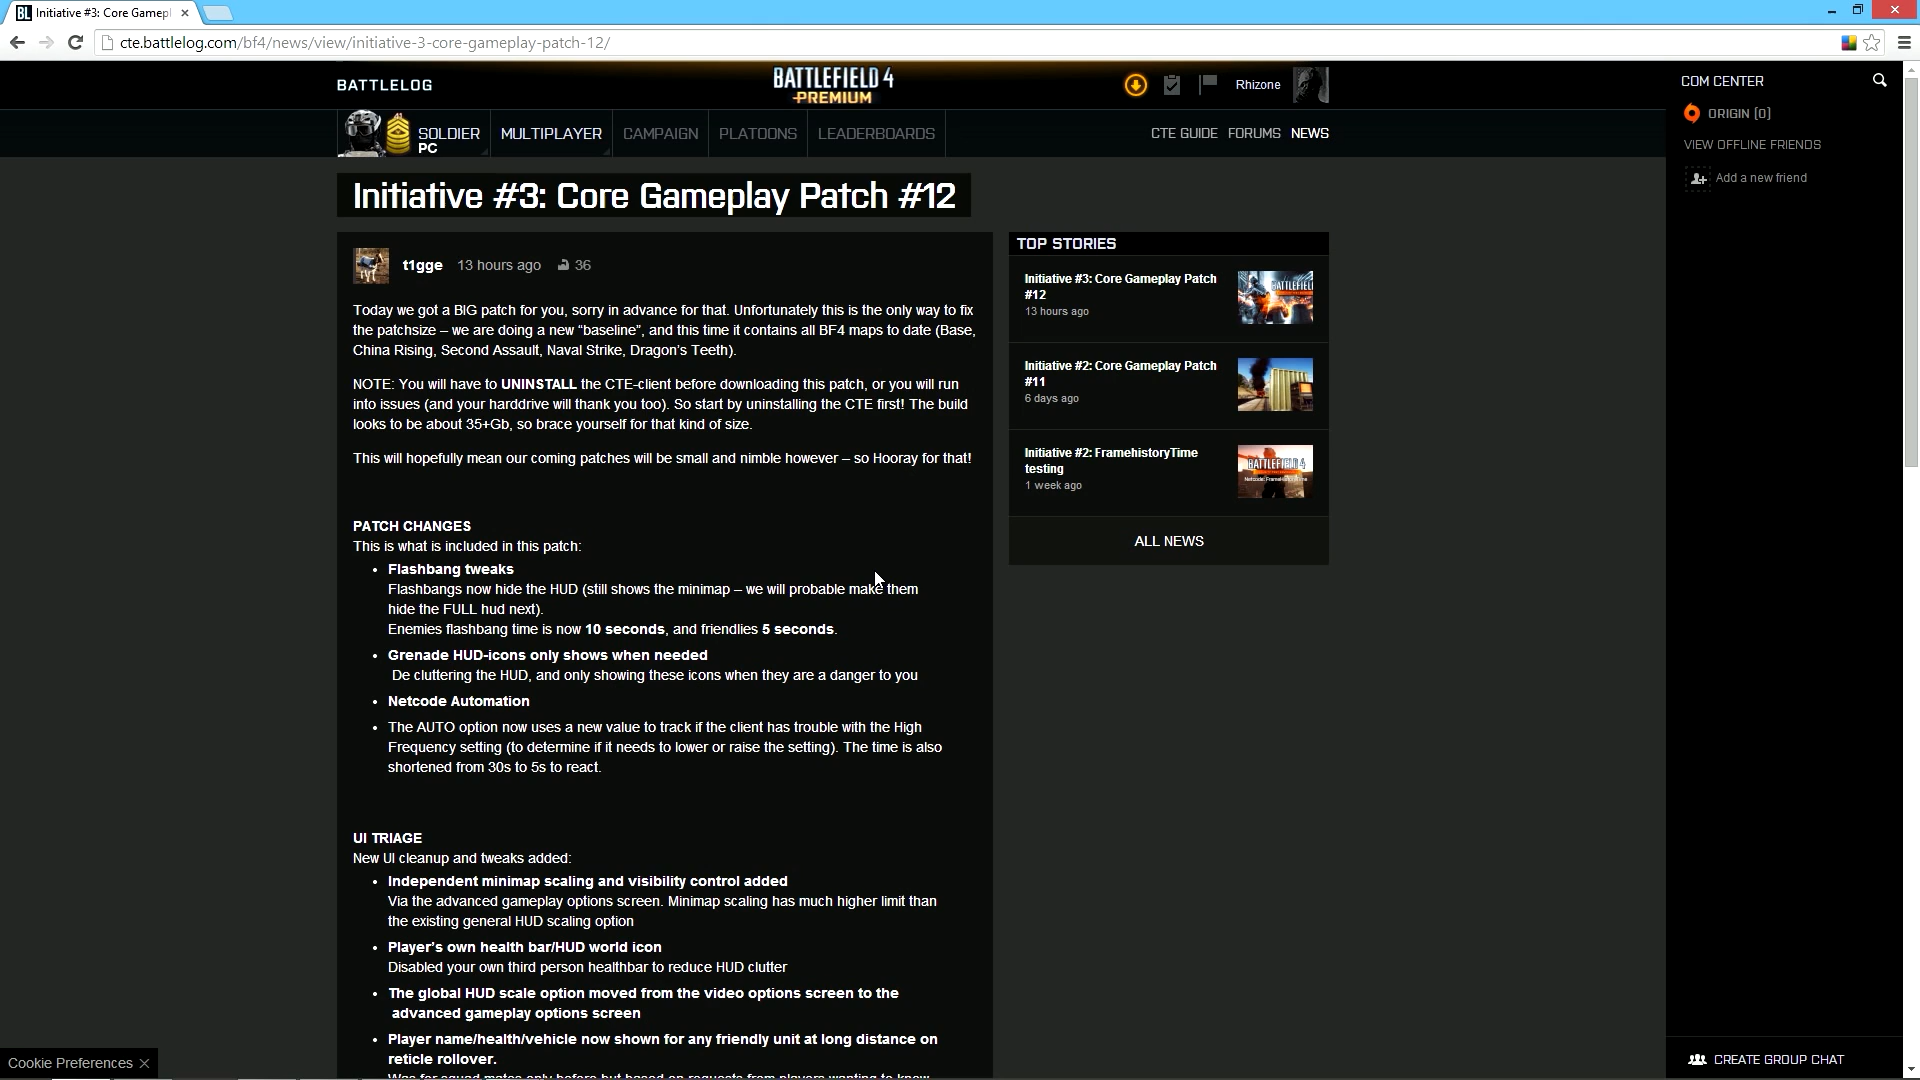 Initiative #3: Core Gamepl
cte.battlelog.com/bf4/news/view/initiative-3-core-gameplay-patch-12/
BATTLELOG
BATTLEFIELD 4
PREMIUM
Rhizone
COM CENTER
ORIGIN [0]
VIEW OFFLINE FRIENDS
Add a new friend
SOLDIER
PC
MULTIPLAYER
CAMPAIGN
PLATOONS
LEADERBOARDS
CTE GUIDE
FORUMS
NEWS
Initiative #3: Core Gameplay Patch #12
t1gge 13 hours ago 36
Today we got a BIG patch for you, sorry in advance for that. Unfortunately this is the only way to fix
the patchsize – we are doing a new “baseline”, and this time it contains all BF4 maps to date (Base,
China Rising, Second Assault, Naval Strike, Dragon's Teeth).
NOTE: You will have to UNINSTALL the CTE-client before downloading this patch, or you will run
into issues (and your harddrive will thank you too). So start by uninstalling the CTE first! The build
looks to be about 35+Gb, so brace yourself for that kind of size.
This will hopefully mean our coming patches will be small and nimble however – so Hooray for that!
PATCH CHANGES
This is what is included in this patch:
• Flashbang tweaks
Flashbangs now hide the HUD (still shows the minimap – we will probable make them
hide the FULL hud next).
Enemies flashbang time is now 10 seconds, and friendlies 5 seconds.
• Grenade HUD-icons only shows when needed
De cluttering the HUD, and only showing these icons when they are a danger to you
• Netcode Automation
• The AUTO option now uses a new value to track if the client has trouble with the High
Frequency setting (to determine if it needs to lower or raise the setting). The time is also
shortened from 30s to 5s to react.
UI TRIAGE
New UI cleanup and tweaks added:
• Independent minimap scaling and visibility control added
Via the advanced gameplay options screen. Minimap scaling has much higher limit than
the existing general HUD scaling option
• Player's own health bar/HUD world icon
Disabled your own third person healthbar to reduce HUD clutter
• The global HUD scale option moved from the video options screen to the
advanced gameplay options screen
• Player name/health/vehicle now shown for any friendly unit at long distance on
reticle rollover.
Was for squad mates only before but based on requests from players wanting to know
TOP STORIES
Initiative #3: Core Gameplay Patch
#12
13 hours ago
Initiative #2: Core Gameplay Patch
#11
6 days ago
Initiative #2: FramehistoryTime
testing
1 week ago
ALL NEWS
Cookie Preferences
CREATE GROUP CHAT